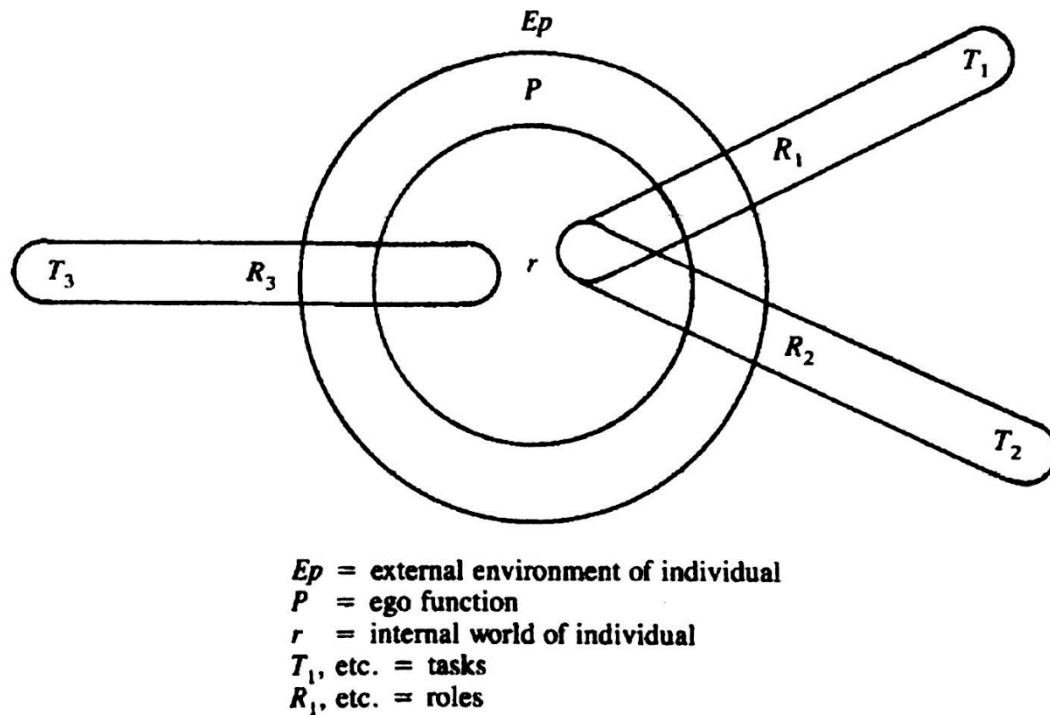 Ep
P
T₁
R₁
r
T₃ R₃
R₂
T₂
Ep = external environment of individual
P = ego function
r = internal world of individual
T₁, etc. = tasks
R₁, etc. = roles